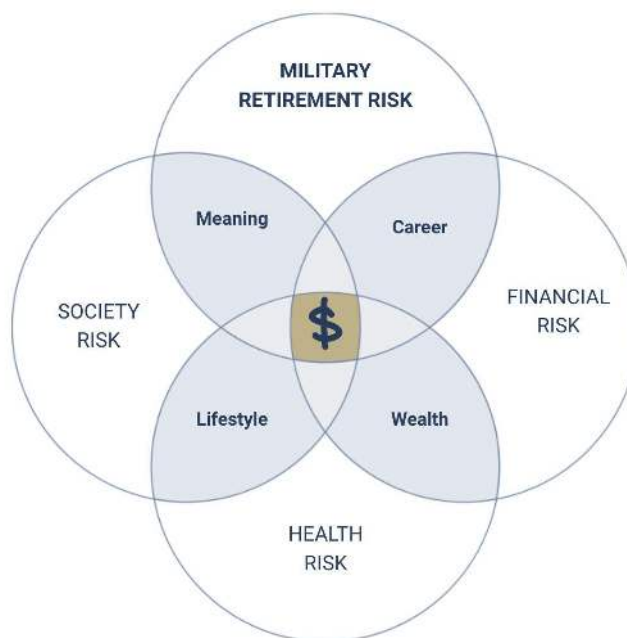 MILITARY
RETIREMENT RISK
Meaning
Career
SOCIETY
RISK
FINANCIAL
RISK
$
Lifestyle
Wealth
HEALTH
RISK